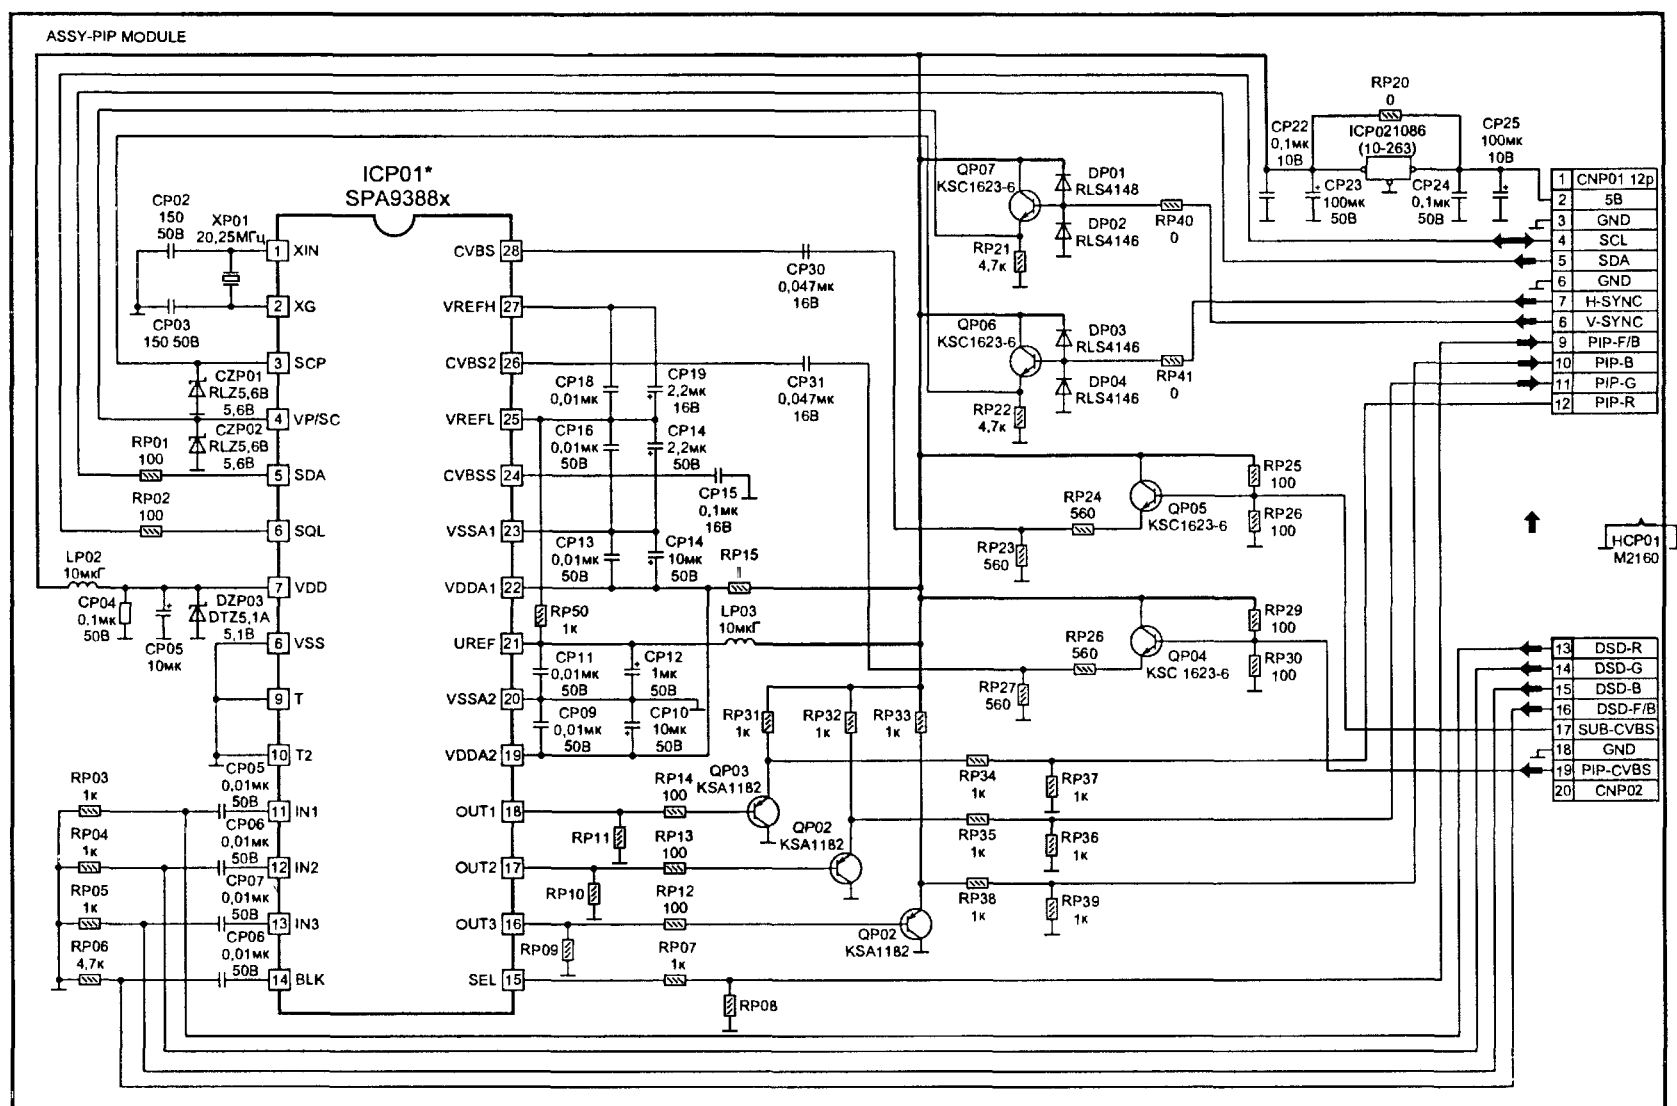 ASSY-PIP MODULE
ICP01*
SPA9388x
CP02
150
50В
XP01
20,25МГц
CP03
150 50В
CZP01
RLZ5,6B
5,6В
CZP02
RLZ5,6B
5,6В
RP01
100
RP02
100
LP02
10мкГ
CP04
0,1мк
50В
CP05
10мк
DZP03
DTZ5,1A
5,1В
RP03
1к
RP04
1к
RP05
1к
RP06
4,7к
CP05
0,01мк
50В
CP06
0,01мк
50В
CP07
0,01мк
50В
CP06
0,01мк
50В
1 XIN
2 XG
3 SCP
4 VP/SC
5 SDA
6 SQL
7 VDD
6 VSS
9 T
10 T2
11 IN1
12 IN2
13 IN3
14 BLK
CVBS 28
VREFH 27
CVBS2 26
VREFL 25
CVBSS 24
VSSA1 23
VDDA1 22
UREF 21
VSSA2 20
VDDA2 19
OUT1 18
OUT2 17
OUT3 16
SEL 15
CP30
0,047мк
16В
CP31
0,047мк
16В
CP18
0,01мк
CP19
2,2мк
16В
CP16
0,01мк
50В
CP14
2,2мк
50В
CP15
0,1мк
16В
CP13
0,01мк
50В
CP14
10мк
50В
RP15
RP50
1к
LP03
10мкГ
CP11
0,01мк
50В
CP12
1мк
50В
CP09
0,01мк
50В
CP10
10мк
50В
RP14
100
RP11
RP13
100
RP10
RP12
100
RP09
RP07
1к
RP08
QP03
KSA1182
QP02
KSA1182
QP02
KSA1182
RP31
1к
RP32
1к
RP33
1к
RP34
1к
RP37
1к
RP35
1к
RP36
1к
RP38
1к
RP39
1к
QP07
KSC1623-6
DP01
RLS4148
DP02
RLS4146
RP40
0
RP21
4,7к
QP06
KSC1623-6
DP03
RLS4146
DP04
RLS4146
RP41
0
RP22
4,7к
RP24
560
RP23
560
QP05
KSC1623-6
RP25
100
RP26
100
RP26
560
RP27
560
QP04
KSC 1623-6
RP29
100
RP30
100
RP20
0
ICP021086
(10-263)
CP22
0,1мк
10В
CP23
100мк
50В
CP24
0,1мк
50В
CP25
100мк
10В
1 CNP01 12p
2 5В
3 GND
4 SCL
5 SDA
6 GND
7 H-SYNC
6 V-SYNC
9 PIP-F/B
10 PIP-B
11 PIP-G
12 PIP-R
HCP01
M2160
13 DSD-R
14 DSD-G
15 DSD-B
16 DSD-F/B
17 SUB-CVBS
18 GND
19 PIP-CVBS
20 CNP02